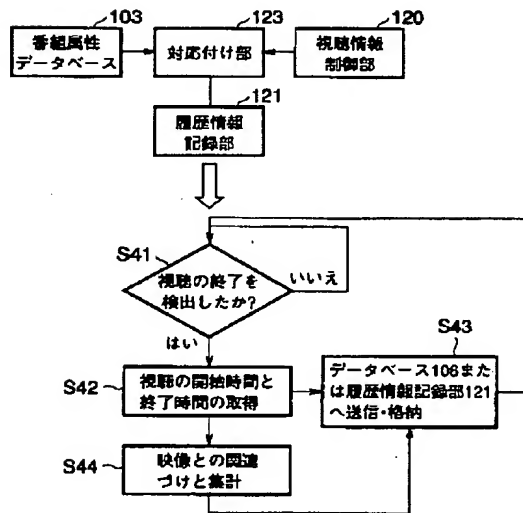 103
番組属性
データベース
123
対応付け部
120
視聴情報
制御部
121
履歴情報
記録部
S41
視聴の終了を
検出したか?
いいえ
はい
S42
視聴の開始時間と
終了時間の取得
S43
データベース106また
は履歴情報記録部121
へ送信・格納
S44
映像との関連
づけと集計